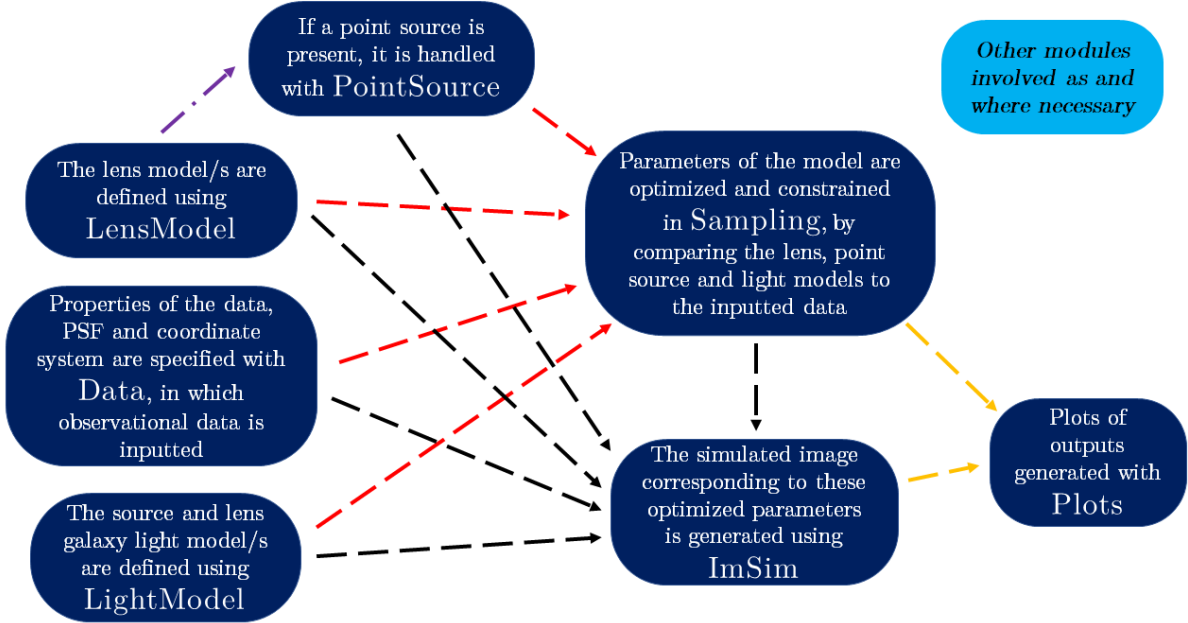 If a point source is
present, it is handled
with PointSource
Other modules
involved as and
where necessary
The lens model/s are
defined using
LensModel
Parameters of the model are
optimized and constrained
in Sampling, by
comparing the lens, point
source and light models to
the inputted data
Properties of the data,
PSF and coordinate
system are specified with
Data, in which
observational data is
inputted
Plots of
outputs
generated with
Plots
The simulated image
corresponding to these
optimized parameters
is generated using
ImSim
The source and lens
galaxy light model/s
are defined using
LightModel